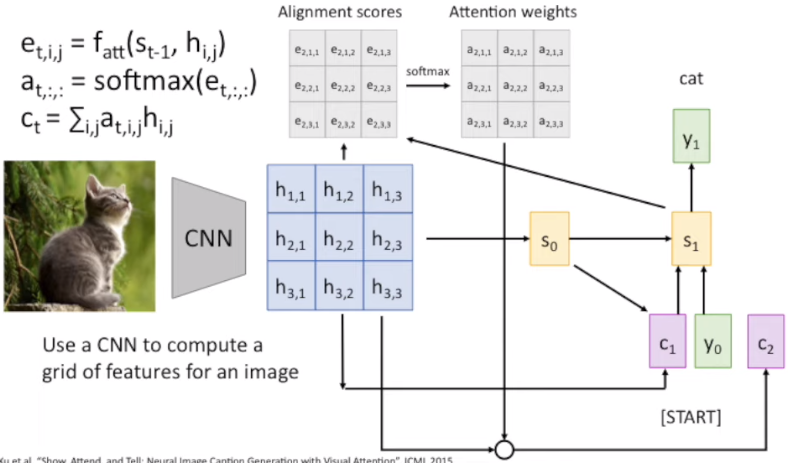 Alignment scores
Attention weights
e_{t,i,j} = f_{att}(s_{t-1}, h_{i,j})
a_{t,:,:} = softmax(e_{t,:,:})
c_t = ∑_{i,j}a_{t,i,j}h_{i,j}
e_{2,1,1} e_{2,1,2} e_{2,1,3}
e_{2,2,1} e_{2,2,2} e_{2,2,3}
e_{2,3,1} e_{2,3,2} e_{2,3,3}
softmax
a_{2,1,1} a_{2,1,2} a_{2,1,3}
a_{2,2,1} a_{2,2,2} a_{2,2,3}
a_{2,3,1} a_{2,3,2} a_{2,3,3}
cat
y_1
CNN
h_{1,1} h_{1,2} h_{1,3}
h_{2,1} h_{2,2} h_{2,3}
h_{3,1} h_{3,2} h_{3,3}
s_0
s_1
Use a CNN to compute a
grid of features for an image
c_1 y_0 c_2
[START]
Xu et al, "Show, Attend, and Tell: Neural Image Caption Generation with Visual Attention", ICML 2015